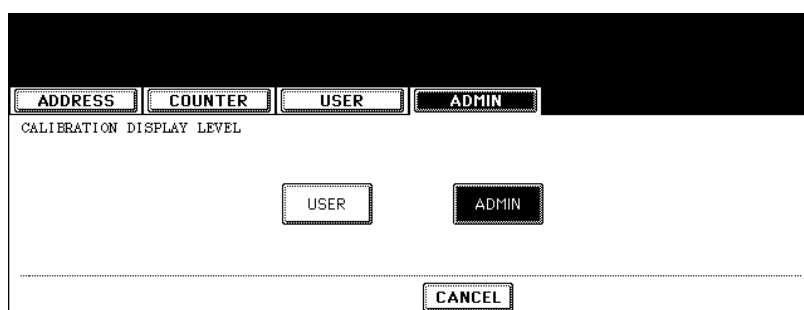 ADDRESS COUNTER USER ADMIN
CALIBRATION DISPLAY LEVEL
USER ADMIN
CANCEL